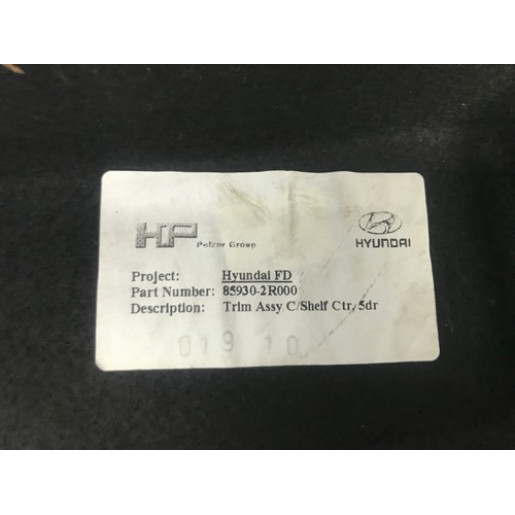 HP Pelzer Group
HYUNDAI
Project: Hyundai FD
Part Number: 85930-2R000
Description: Trim Assy C/Shelf Ctr, 5dr
019 10